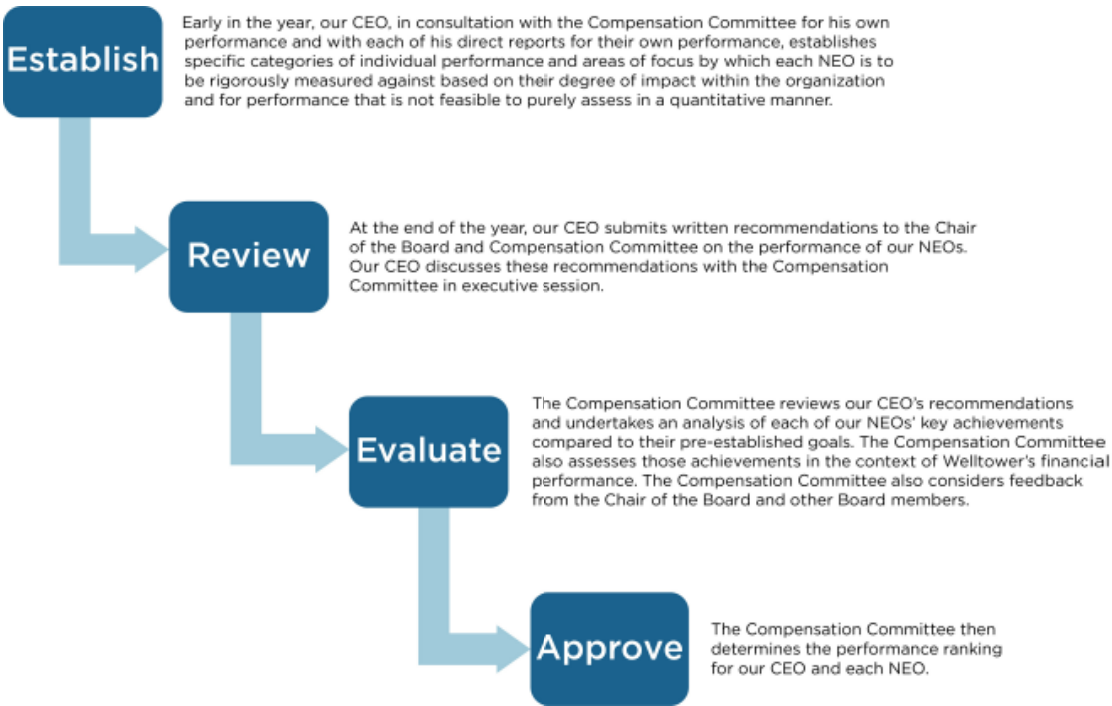 Establish
Early in the year, our CEO, in consultation with the Compensation Committee for his own
performance and with each of his direct reports for their own performance, establishes
specific categories of individual performance and areas of focus by which each NEO is to
be rigorously measured against based on their degree of impact within the organization
and for performance that is not feasible to purely assess in a quantitative manner.
Review
At the end of the year, our CEO submits written recommendations to the Chair
of the Board and Compensation Committee on the performance of our NEOs.
Our CEO discusses these recommendations with the Compensation
Committee in executive session.
Evaluate
The Compensation Committee reviews our CEO's recommendations
and undertakes an analysis of each of our NEOs' key achievements
compared to their pre-established goals. The Compensation Committee
also assesses those achievements in the context of Welltower's financial
performance. The Compensation Committee also considers feedback
from the Chair of the Board and other Board members.
Approve
The Compensation Committee then
determines the performance ranking
for our CEO and each NEO.